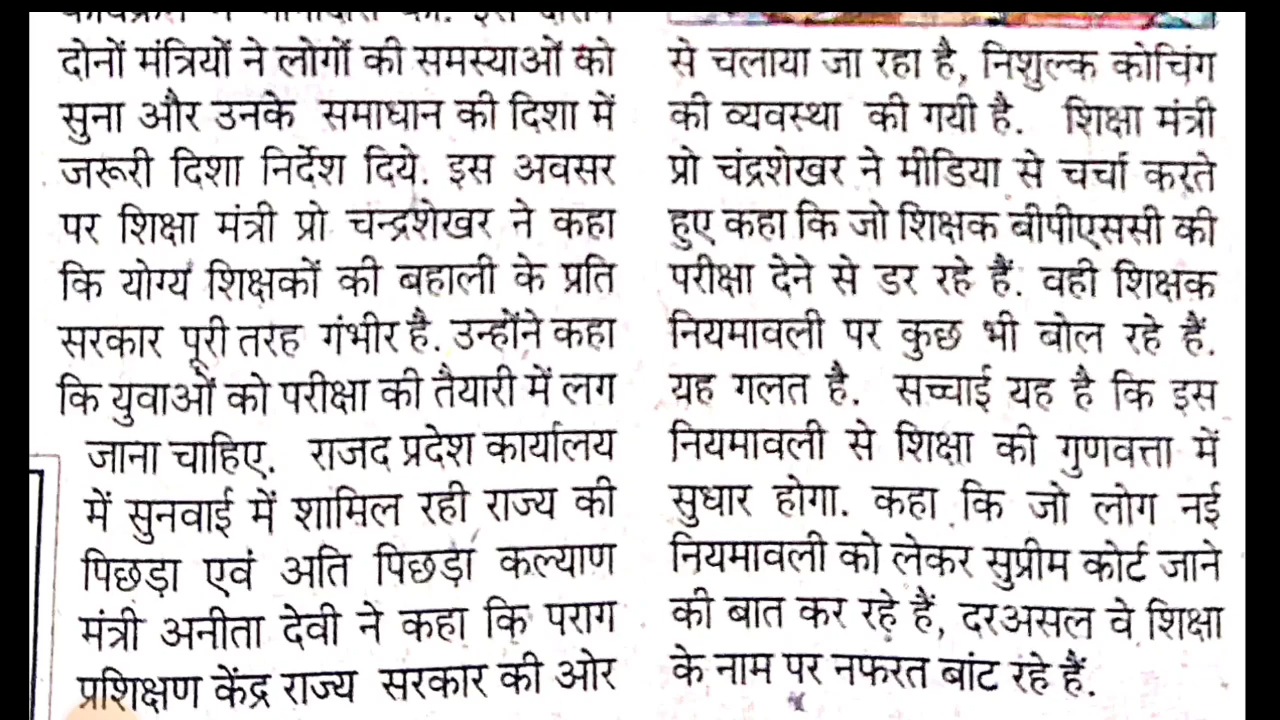 दोनों मंत्रियों ने लोगों की समस्याओं को
सुना और उनके समाधान की दिशा में
जरूरी दिशा निर्देश दिये. इस अवसर
पर शिक्षा मंत्री प्रो चन्द्रशेखर ने कहा
कि योग्य शिक्षकों की बहाली के प्रति
सरकार पूरी तरह गंभीर है. उन्होंने कहा
कि युवाओं को परीक्षा की तैयारी में लग
जाना चाहिए. राजद प्रदेश कार्यालय
में सुनवाई में शामिल रही राज्य की
पिछड़ा एवं अति पिछड़ा कल्याण
मंत्री अनीता देवी ने कहा कि पराग
प्रशिक्षण केंद्र राज्य सरकार की ओर
से चलाया जा रहा है, निशुल्क कोचिंग
की व्यवस्था की गयी है. शिक्षा मंत्री
प्रो चंद्रशेखर ने मीडिया से चर्चा करते
हुए कहा कि जो शिक्षक बीपीएससी की
परीक्षा देने से डर रहे हैं. वही शिक्षक
नियमावली पर कुछ भी बोल रहे हैं.
यह गलत है. सच्चाई यह है कि इस
नियमावली से शिक्षा की गुणवत्ता में
सुधार होगा. कहा कि जो लोग नई
नियमावली को लेकर सुप्रीम कोर्ट जाने
की बात कर रहे हैं, दरअसल वे शिक्षा
के नाम पर नफरत बांट रहे हैं.